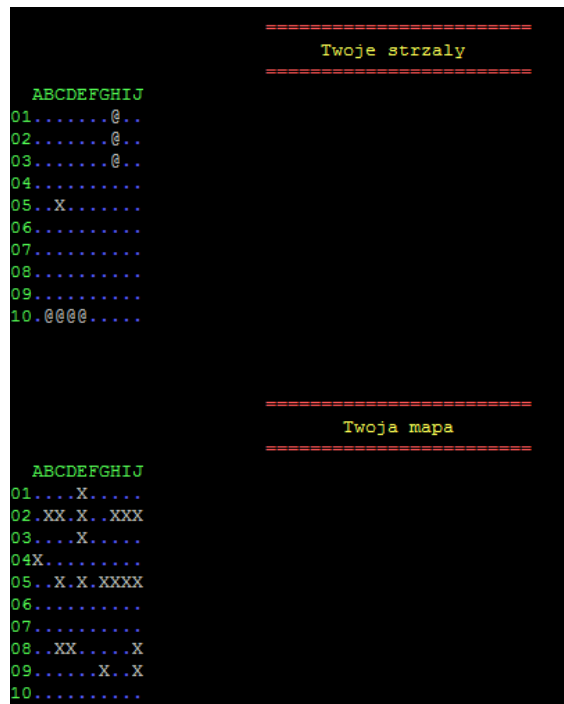 ========================
Twoje strzaly
========================
ABCDEFGHIJ
01.......@..
02.......@..
03.......@..
04..........
05..X.......
06..........
07..........
08..........
09..........
10.@@@@.....
========================
Twoja mapa
========================
ABCDEFGHIJ
01....X.....
02.XX.X..XXX
03....X.....
04X.........
05..X.X.XXXX
06..........
07..........
08..XX.....X
09......X..X
10..........